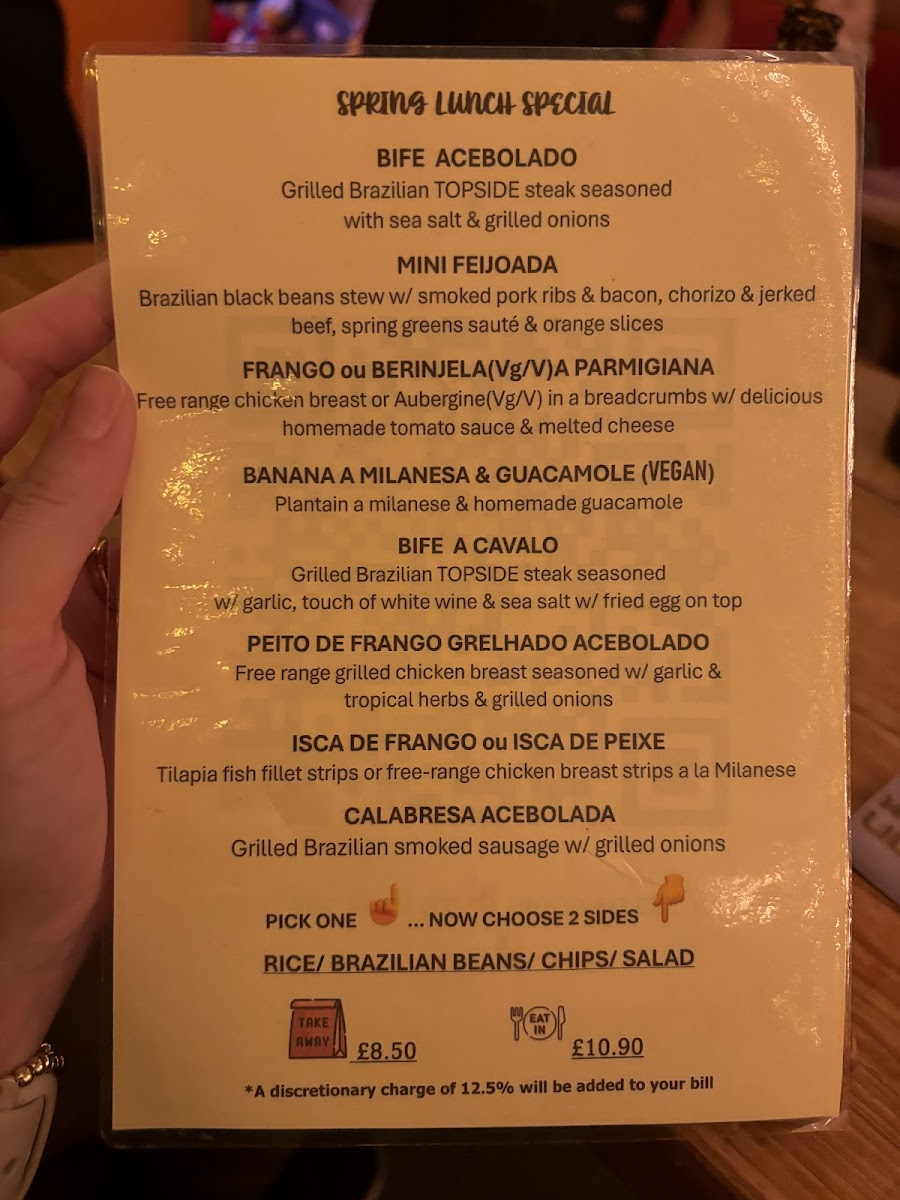 SPRING LUNCH SPECIAL
BIFE ACEBOLADO
Grilled Brazilian TOPSIDE steak seasoned
with sea salt & grilled onions
MINI FEIJOADA
Brazilian black beans stew w/ smoked pork ribs & bacon, chorizo & jerked
beef, spring greens sauté & orange slices
FRANGO ou BERINJELA(Vg/V)A PARMIGIANA
Free range chicken breast or Aubergine(Vg/V) in a breadcrumbs w/ delicious
homemade tomato sauce & melted cheese
BANANA A MILANESA & GUACAMOLE (VEGAN)
Plantain a milanese & homemade guacamole
BIFE A CAVALO
Grilled Brazilian TOPSIDE steak seasoned
w/ garlic, touch of white wine & sea salt w/ fried egg on top
PEITO DE FRANGO GRELHADO ACEBOLADO
Free range grilled chicken breast seasoned w/ garlic &
tropical herbs & grilled onions
ISCA DE FRANGO ou ISCA DE PEIXE
Tilapia fish fillet strips or free-range chicken breast strips a la Milanese
CALABRESA ACEBOLADA
Grilled Brazilian smoked sausage w/ grilled onions
PICK ONE ☝️ ... NOW CHOOSE 2 SIDES 👇
RICE/ BRAZILIAN BEANS/ CHIPS/ SALAD
TAKE AWAY £8.50
EAT IN £10.90
*A discretionary charge of 12.5% will be added to your bill